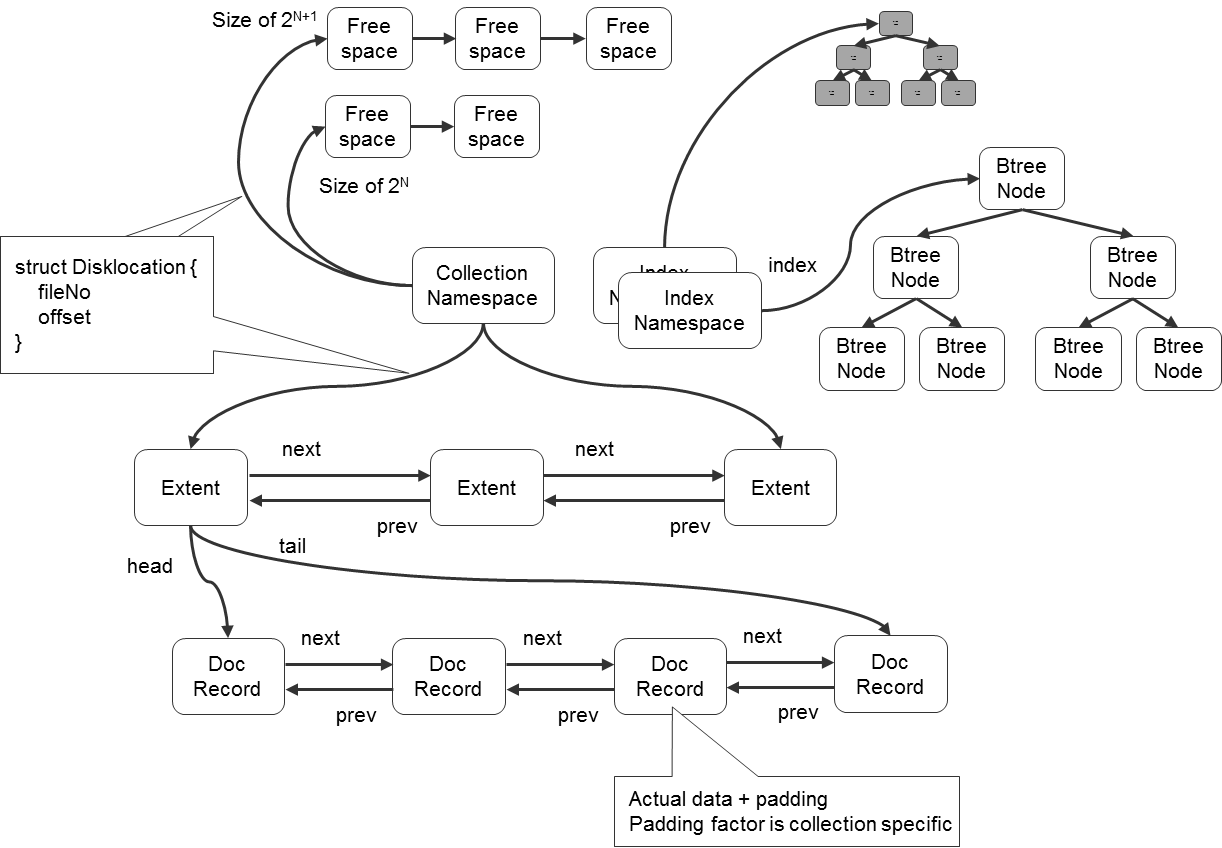 Size of 2N+1
Free
space
Free
space
Free
space
Free
space
Free
space
Size of 2N
struct Disklocation {
fileNo
offset
}
Collection
Namespace
Index
Index
Namespace
index
Btree
Node
Btree
Node
Btree
Node
Btree
Node
Btree
Node
Btree
Node
Btree
Node
Extent
next
prev
Extent
next
prev
Extent
head
tail
Doc
Record
next
prev
Doc
Record
next
prev
Doc
Record
next
prev
Doc
Record
Actual data + padding
Padding factor is collection specific